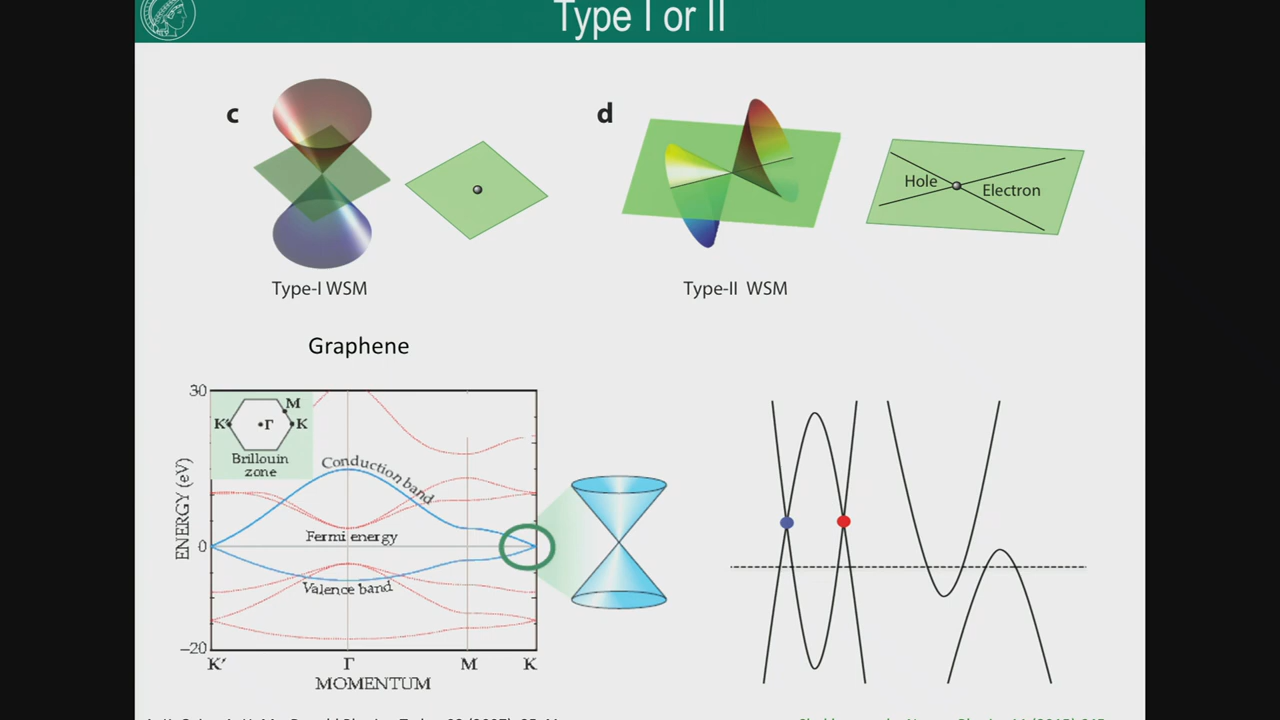 Type I or II
c
d
Hole
Electron
Type-I WSM
Type-II WSM
Graphene
30
M
K′
Γ
K
Brillouin
zone
Conduction band
ENERGY (eV)
Fermi energy
0
Valence band
−20
K′
Γ
M
K
MOMENTUM